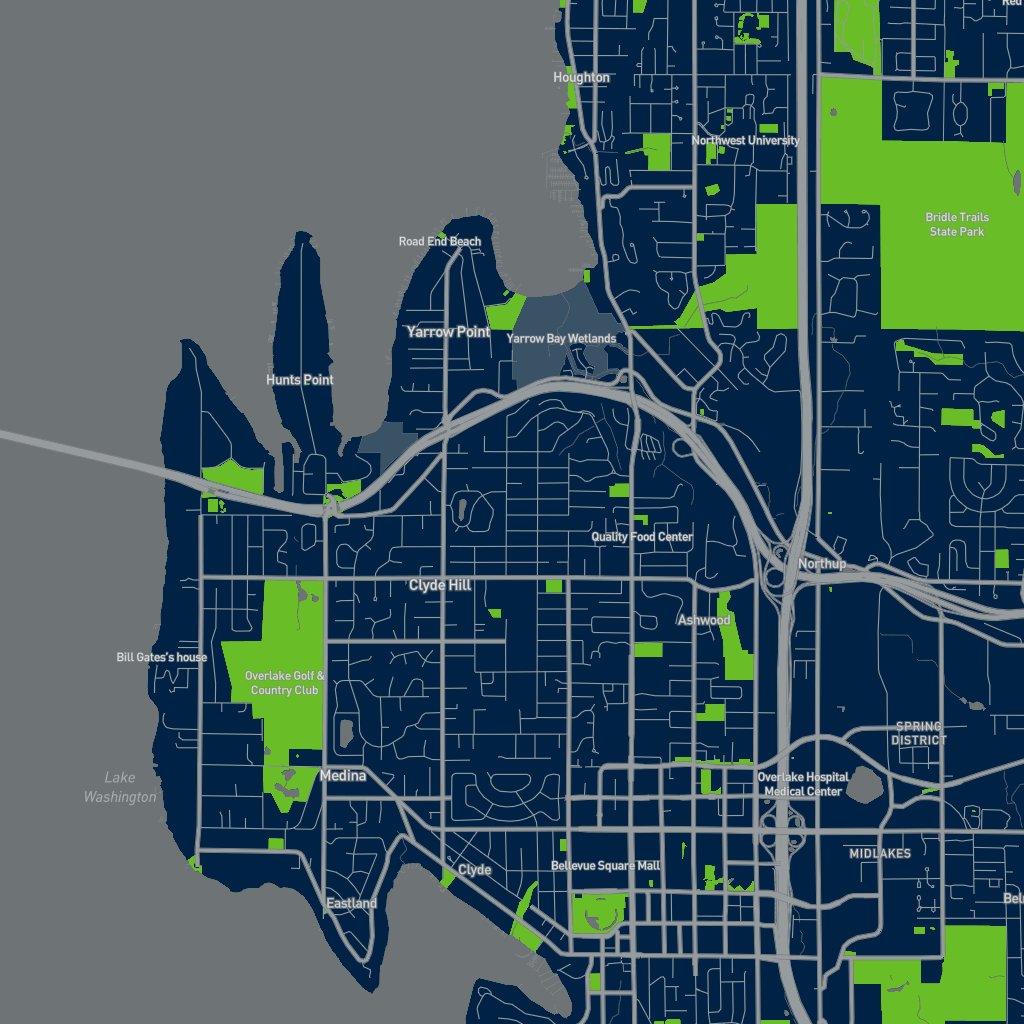 Red
Houghton
Northwest University
Bridle Trails
State Park
Road End Beach
Yarrow Point
Yarrow Bay Wetlands
Hunts Point
Quality Food Center
Northup
Clyde Hill
Ashwood
Bill Gates's house
Overlake Golf &
Country Club
SPRING
DISTRICT
Lake
Washington
Medina
Overlake Hospital
Medical Center
MIDLAKES
Bellevue Square Mall
Clyde
Eastland
Bel